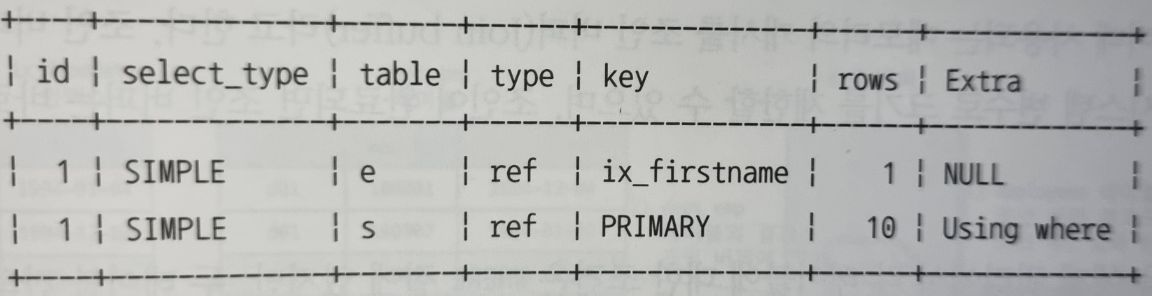 +----+-------------+-------+------+--------------+------+-------------+
¦ id ¦ select_type ¦ table ¦ type ¦ key ¦ rows ¦ Extra ¦
+----+-------------+-------+------+--------------+------+-------------+
¦ 1 ¦ SIMPLE ¦ e ¦ ref ¦ ix_firstname ¦ 1 ¦ NULL ¦
¦ 1 ¦ SIMPLE ¦ s ¦ ref ¦ PRIMARY ¦ 10 ¦ Using where ¦
+----+-------------+-------+------+--------------+------+-------------+